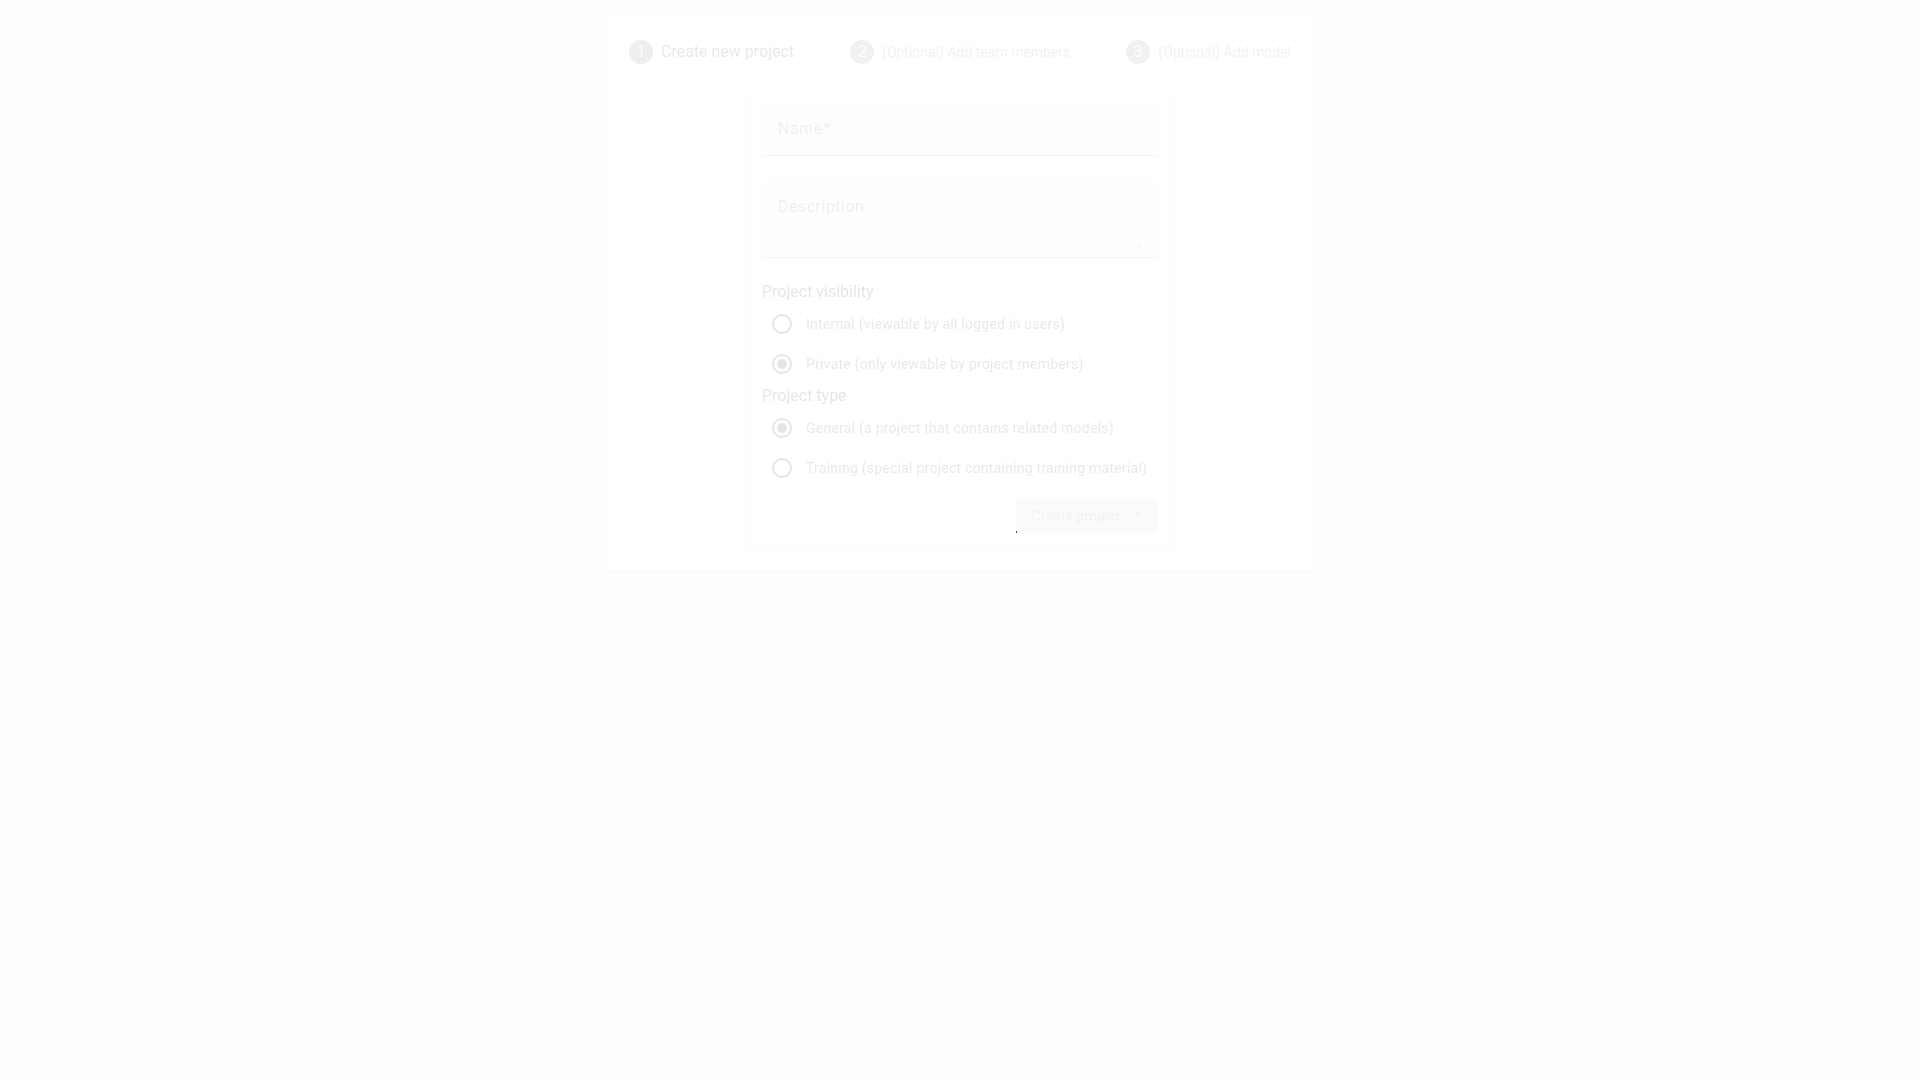 1 Create new project
2 (Optional) Add team members
3 (Optional) Add model
Name*
Description
Project visibility
Internal (viewable by all logged in users)
Private (only viewable by project members)
Project type
General (a project that contains related models)
Training (special project containing training material)
Create project